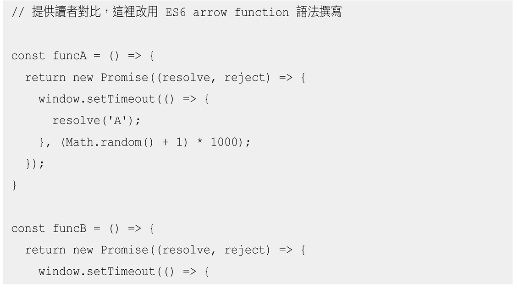 // 提供讀者對比，這裡改用 ES6 arrow function 語法撰寫
const funcA = () => {
  return new Promise((resolve, reject) => {
    window.setTimeout(() => {
      resolve('A');
    }, (Math.random() + 1) * 1000);
  });
}
const funcB = () => {
  return new Promise((resolve, reject) => {
    window.setTimeout(() => {